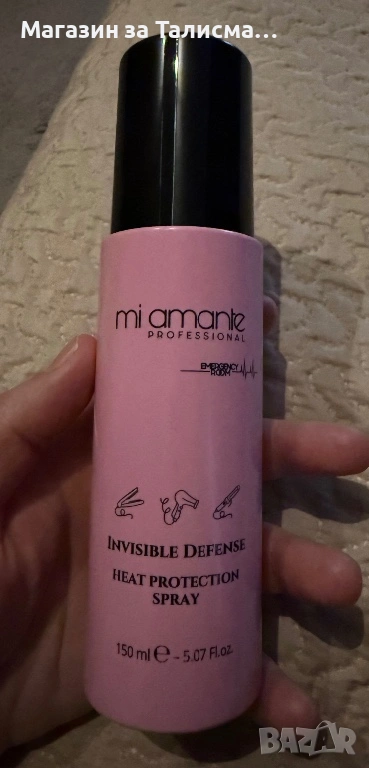 Магазин за Талисма...
mi amante
PROFESSIONAL
EMERGENCY
ROOM
INVISIBLE DEFENSE
HEAT PROTECTION
SPRAY
150 ml e - 5.07 Fl.oz.
BAZAR